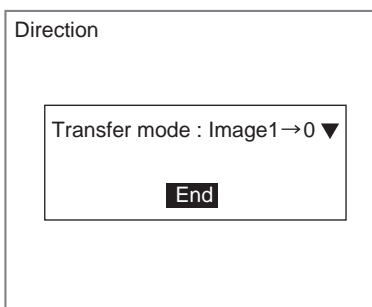 Direction
Transfer mode : Image1→0 ▼
End